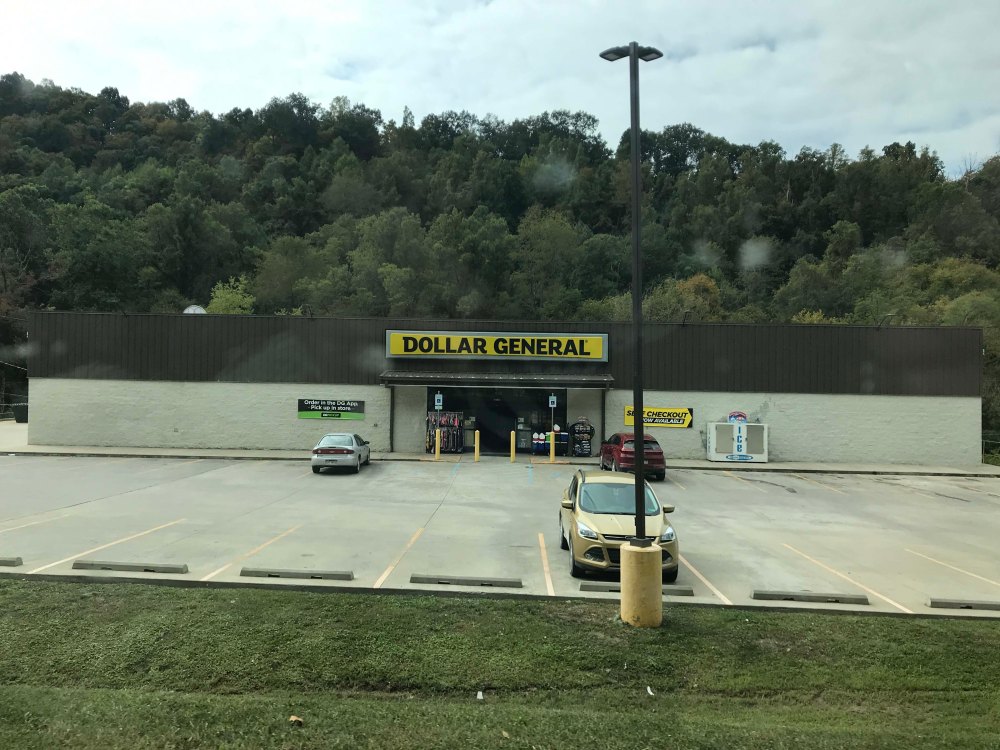 DOLLAR GENERAL
Order in the DG App.
Pick up in store.
SELF CHECKOUT
NOW AVAILABLE
ICE